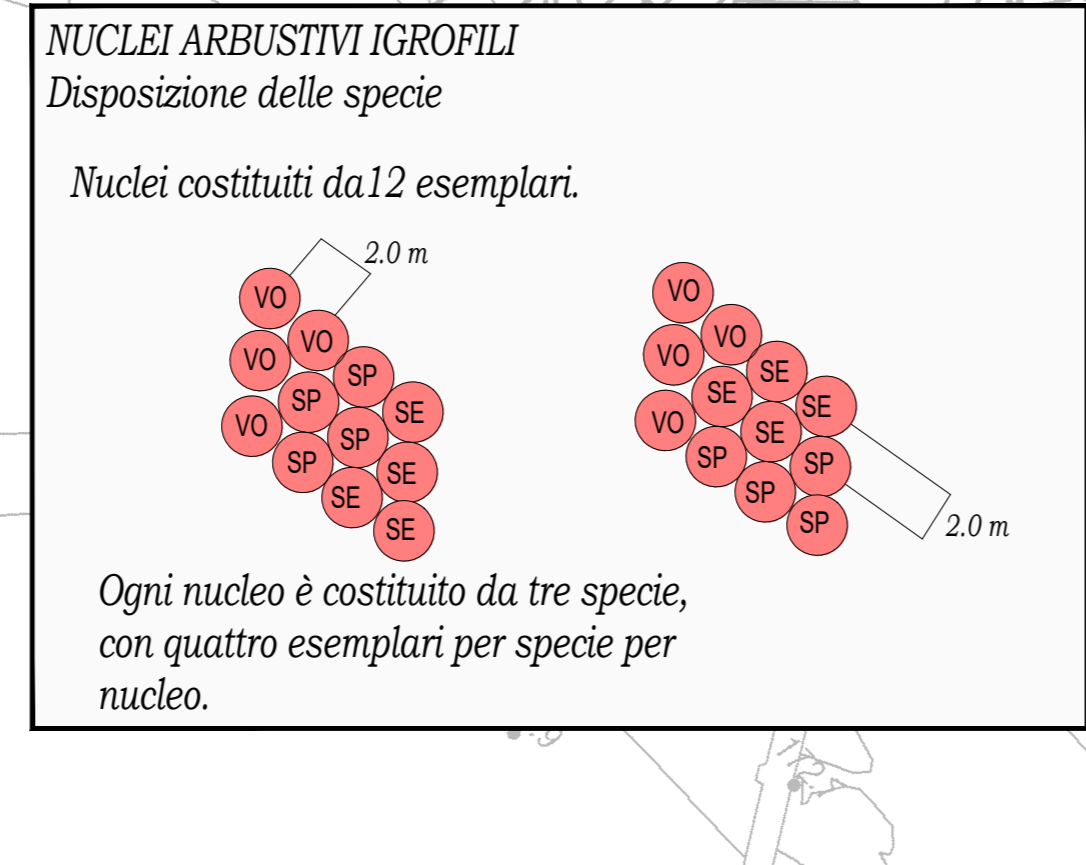 NUCLEI ARBUSTIVI IGROFILI
Disposizione delle specie
Nuclei costituiti da12 esemplari.
2.0 m
VO
VO
VO
SP
SP
SE
VO
SP
SP
SE
SE
SE
VO
VO
VO
SE
SE
SE
VO
SE
SP
SP
SP
SP
2.0 m
Ogni nucleo è costituito da tre specie,
con quattro esemplari per specie per
nucleo.